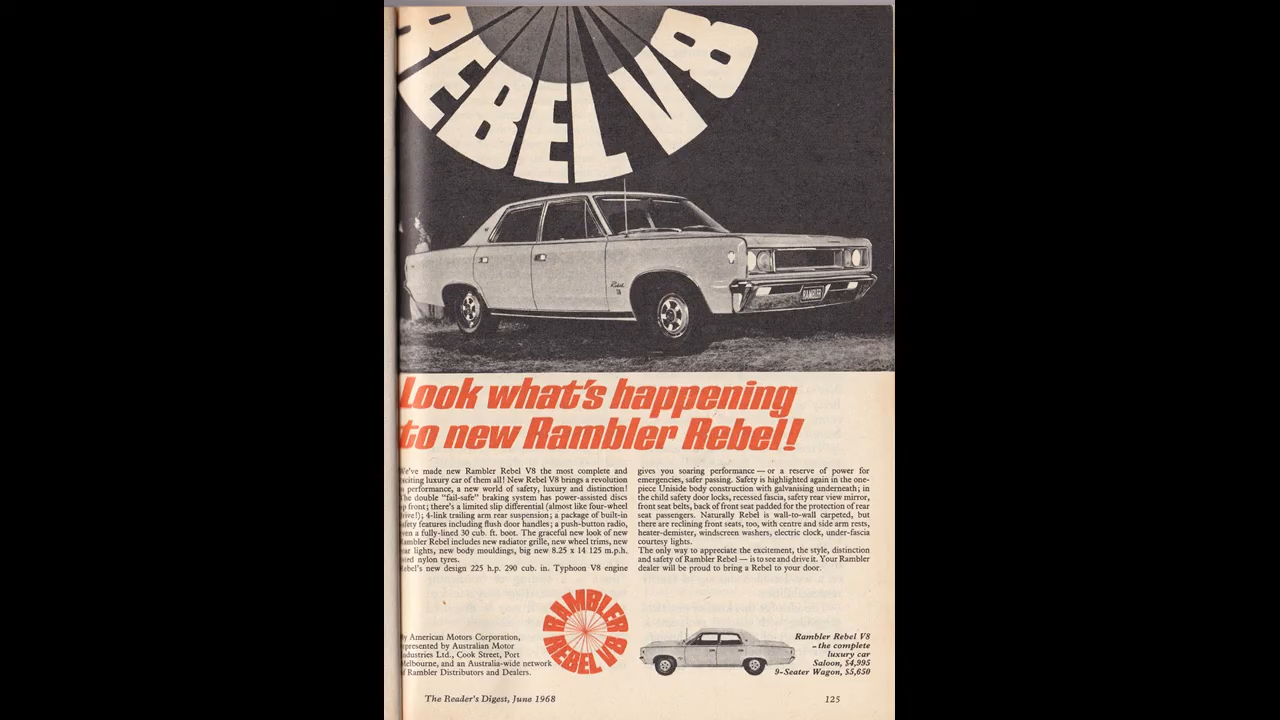 REBEL V8
Rebel
RAMBLER
Look what's happening
to new Rambler Rebel!
We've made new Rambler Rebel V8 the most complete and
exciting luxury car of them all! New Rebel V8 brings a revolution
performance, a new world of safety, luxury and distinction!
The double "fail-safe" braking system has power-assisted discs
up front; there's a limited slip differential (almost like four-wheel
drive!); 4-link trailing arm rear suspension; a package of built-in
safety features including flush door handles; a push-button radio,
even a fully-lined 30 cub. ft. boot. The graceful new look of new
Rambler Rebel includes new radiator grille, new wheel trims, new
rear lights, new body mouldings, big new 8.25 x 14 125 m.p.h.
nylon tyres.
Rebel's new design 225 h.p. 290 cub. in. Typhoon V8 engine
gives you soaring performance — or a reserve of power for
emergencies, safer passing. Safety is highlighted again in the one-
piece Uniside body construction with galvanising underneath; in
the child safety door locks, recessed fascia, safety rear view mirror,
front seat belts, back of front seat padded for the protection of rear
seat passengers. Naturally Rebel is wall-to-wall carpeted, but
there are reclining front seats, too, with centre and side arm rests,
heater-demister, windscreen washers, electric clock, under-fascia
courtesy lights.
The only way to appreciate the excitement, the style, distinction
and safety of Rambler Rebel — is to see and drive it. Your Rambler
dealer will be proud to bring a Rebel to your door.
By American Motors Corporation,
represented by Australian Motor
Industries Ltd., Cook Street, Port
Melbourne, and an Australia-wide network
of Rambler Distributors and Dealers.
RAMBLER
REBEL V8
Rambler Rebel V8
– the complete
luxury car
Saloon, $4,995
9-Seater Wagon, $5,650
The Reader's Digest, June 1968
125